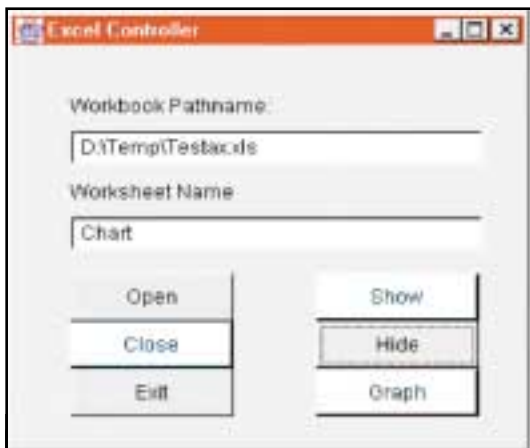 Excel Controller
Workbook Pathname:
D:\Temp\Testax.xls
Worksheet Name
Chart
Open
Show
Close
Hide
Exit
Graph